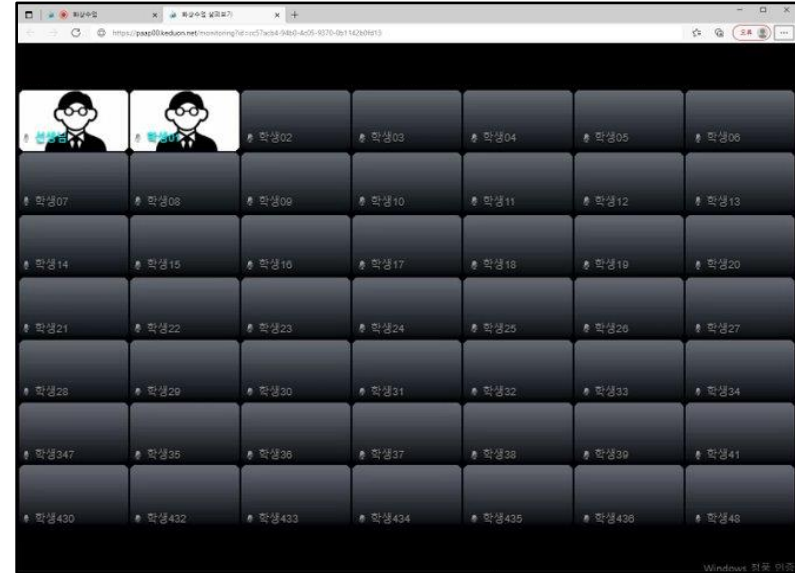 화상수업
화상수업 살펴보기
선생님 학생01 학생02 학생03 학생04 학생05 학생06
학생07 학생08 학생09 학생10 학생11 학생12 학생13
학생14 학생15 학생16 학생17 학생18 학생19 학생20
학생21 학생22 학생23 학생24 학생25 학생26 학생27
학생28 학생29 학생30 학생31 학생32 학생33 학생34
학생347 학생35 학생36 학생37 학생38 학생39 학생41
학생430 학생432 학생433 학생434 학생435 학생436 학생48
Windows 정품 인증